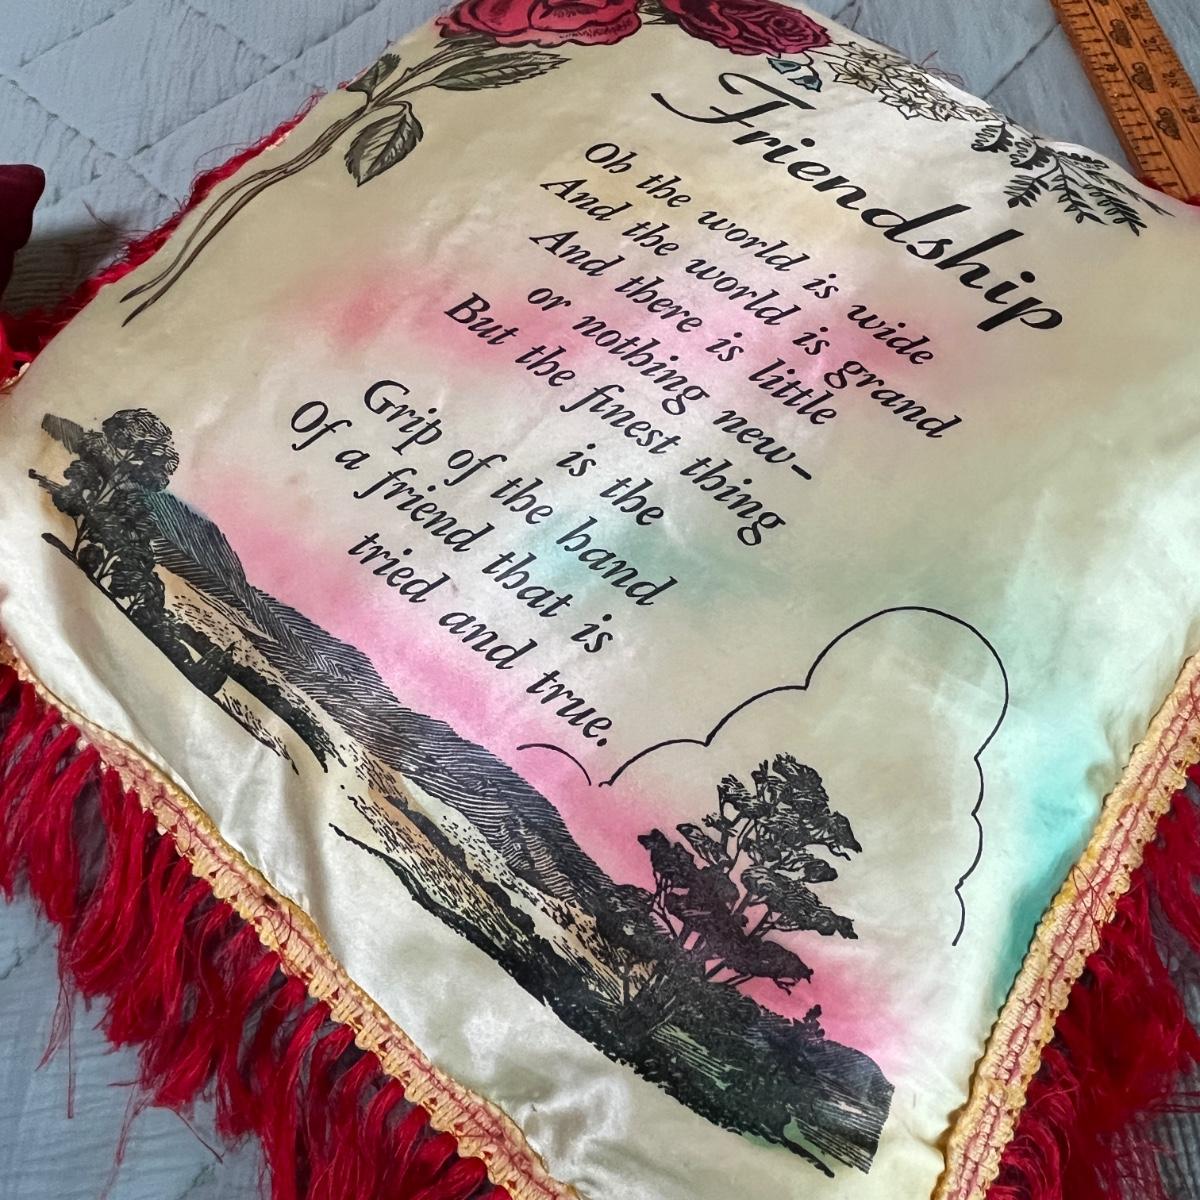 Friendship
Oh the world is wide
And the world is grand
And there is little
or nothing new-
But the finest thing
is the
Grip of the hand
Of a friend that is
tried and true.